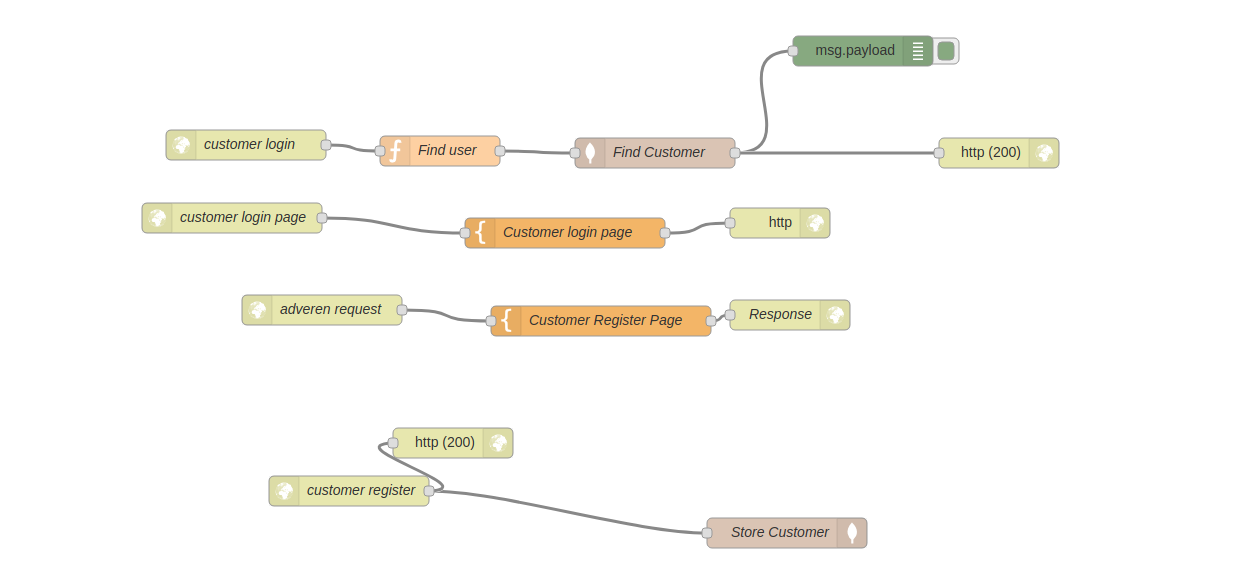 msg.payload
customer login
Find user
Find Customer
http (200)
customer login page
Customer login page
http
adveren request
Customer Register Page
Response
http (200)
customer register
Store Customer